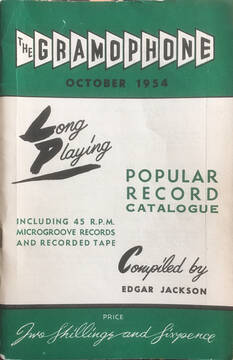 THE GRAMOPHONE
OCTOBER 1954
Long
Playing
POPULAR
RECORD
CATALOGUE
INCLUDING 45 R.P.M.
MICROGROOVE RECORDS
AND RECORDED TAPE
Compiled by
EDGAR JACKSON
PRICE
Two Shillings and Sixpence